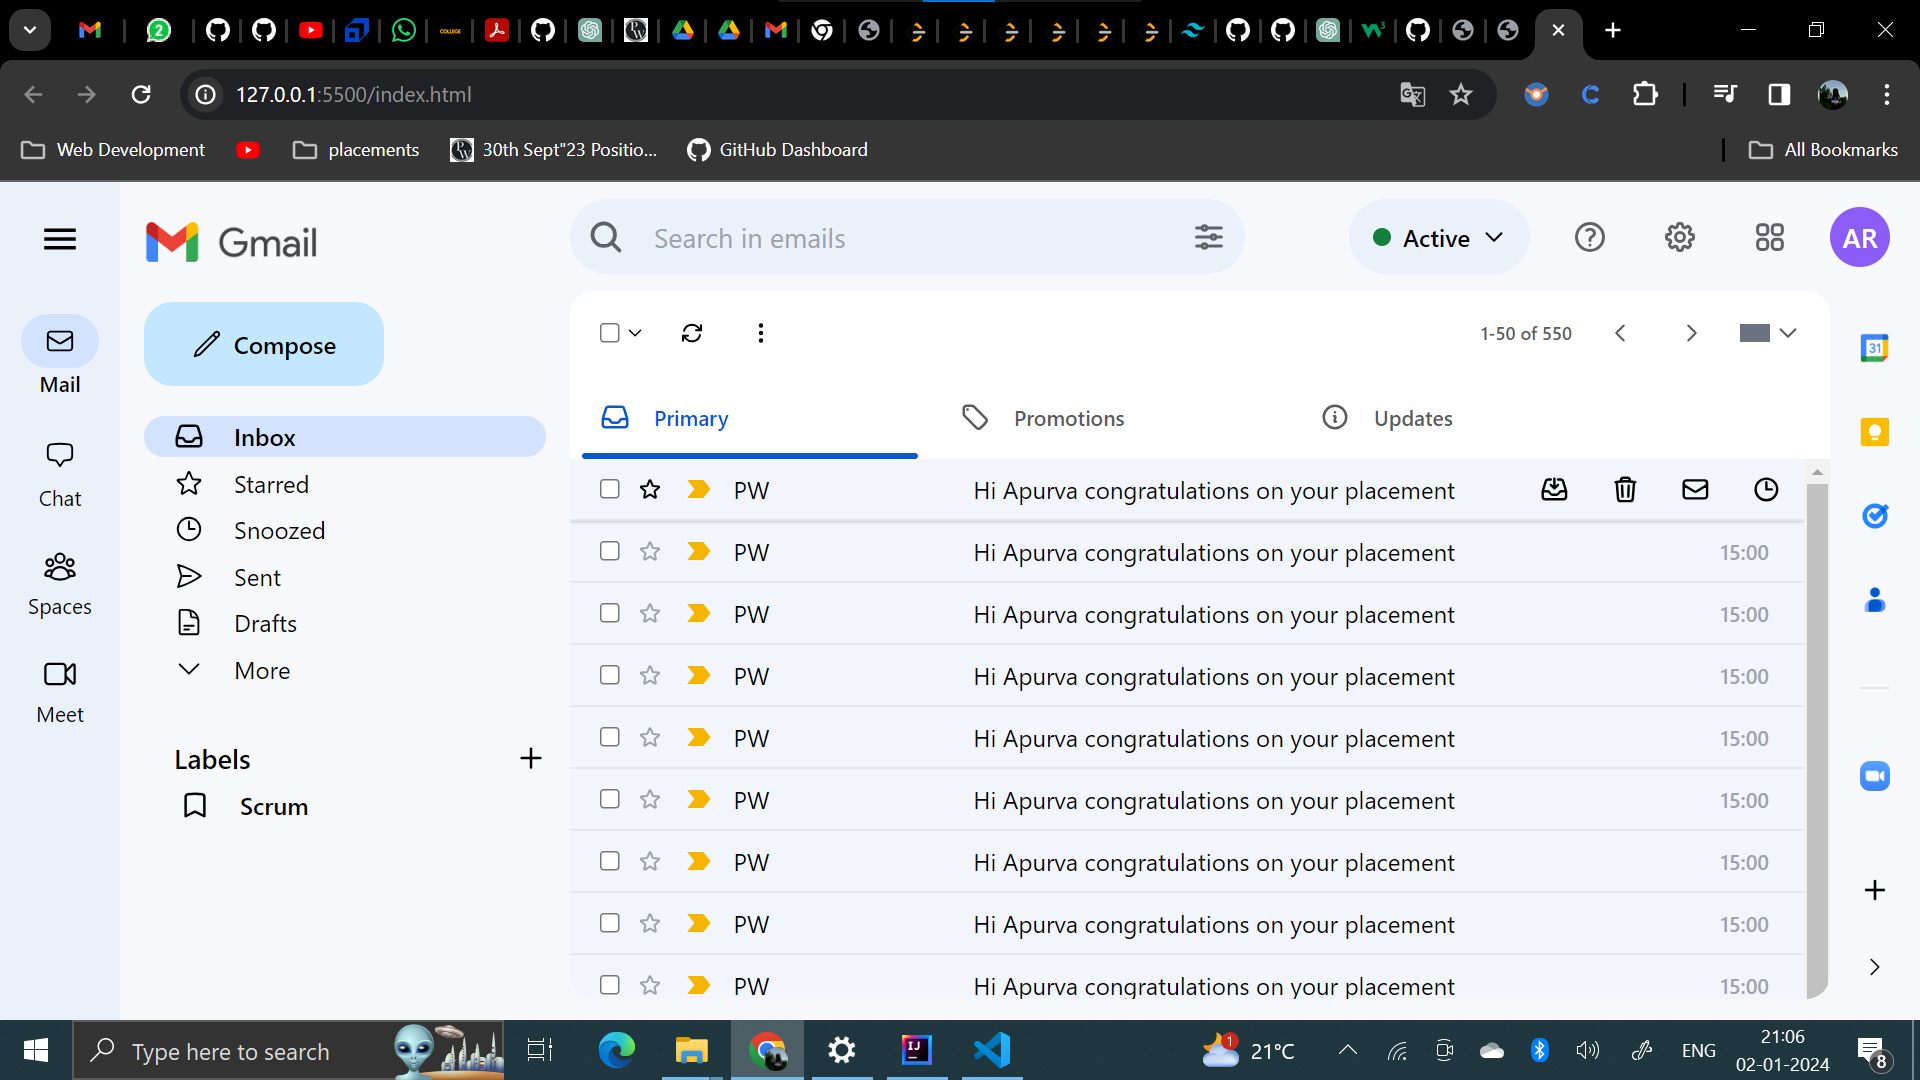 127.0.0.1:5500/index.html
Web Development
placements
30th Sept"23 Positio...
GitHub Dashboard
All Bookmarks
Gmail
Search in emails
Active
AR
Compose
Mail
Chat
Spaces
Meet
Inbox
Starred
Snoozed
Sent
Drafts
More
Labels
Scrum
1-50 of 550
Primary
Promotions
Updates
PW Hi Apurva congratulations on your placement
PW Hi Apurva congratulations on your placement 15:00
PW Hi Apurva congratulations on your placement 15:00
PW Hi Apurva congratulations on your placement 15:00
PW Hi Apurva congratulations on your placement 15:00
PW Hi Apurva congratulations on your placement 15:00
PW Hi Apurva congratulations on your placement 15:00
PW Hi Apurva congratulations on your placement 15:00
PW Hi Apurva congratulations on your placement 15:00
31
Type here to search
1
21°C
ENG
21:06
02-01-2024
8